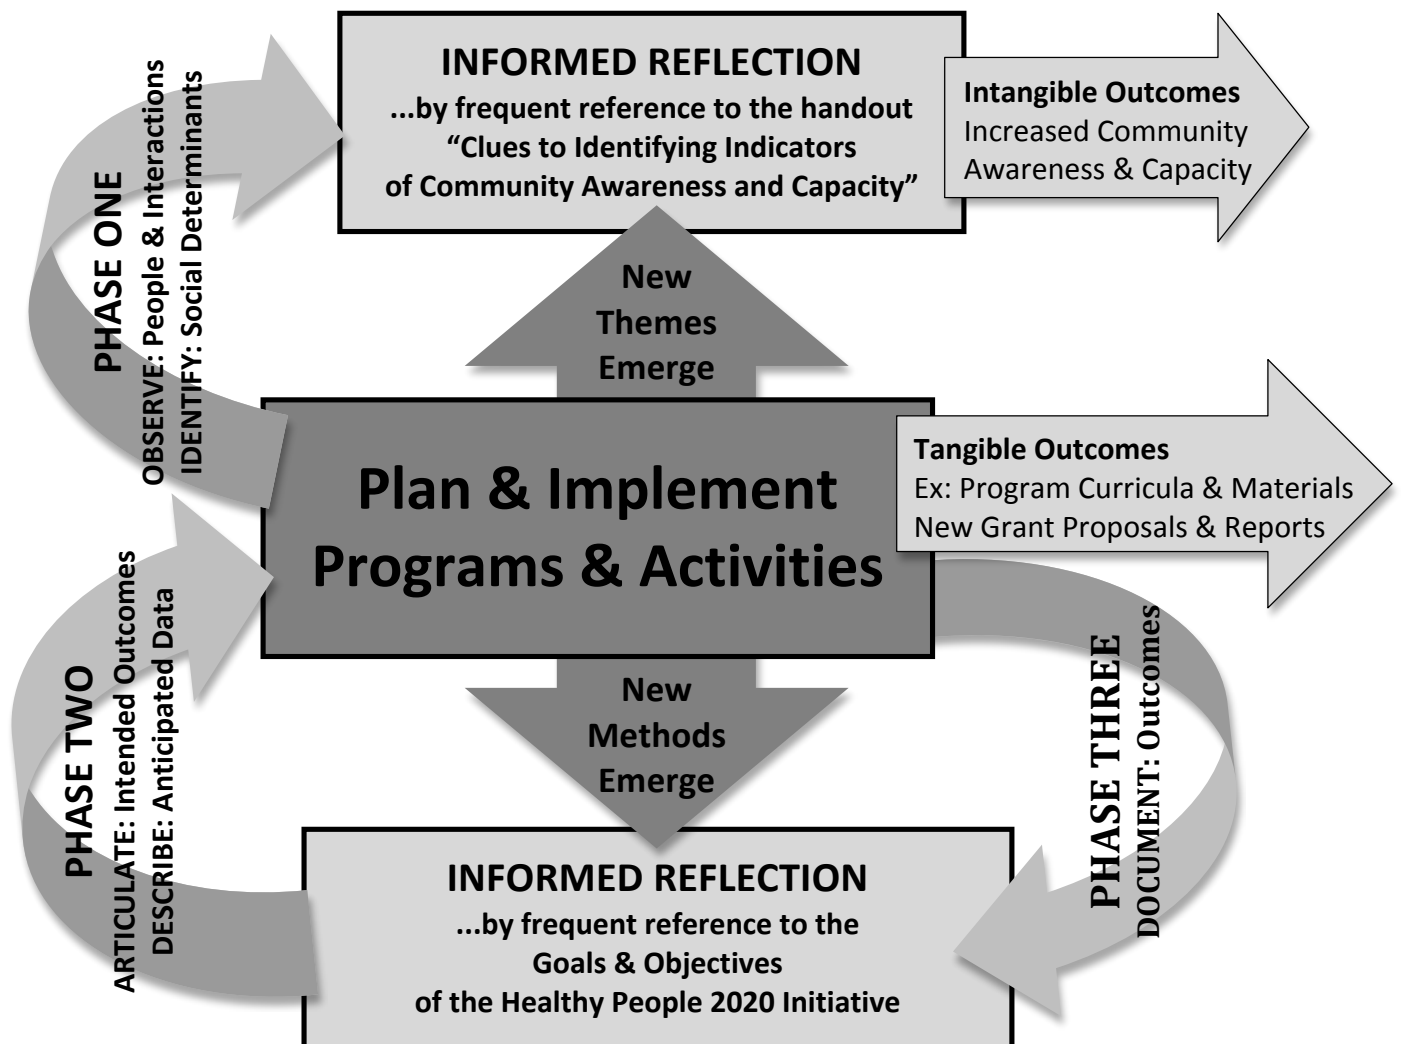 INFORMED REFLECTION
...by frequent reference to the handout
“Clues to Identifying Indicators
of Community Awareness and Capacity”
Intangible Outcomes
Increased Community
Awareness & Capacity
PHASE ONE
OBSERVE: People & Interactions
IDENTIFY: Social Determinants
New
Themes
Emerge
Plan & Implement
Programs & Activities
Tangible Outcomes
Ex: Program Curricula & Materials
New Grant Proposals & Reports
PHASE TWO
ARTICULATE: Intended Outcomes
DESCRIBE: Anticipated Data
New
Methods
Emerge
PHASE THREE
DOCUMENT: Outcomes
INFORMED REFLECTION
...by frequent reference to the
Goals & Objectives
of the Healthy People 2020 Initiative